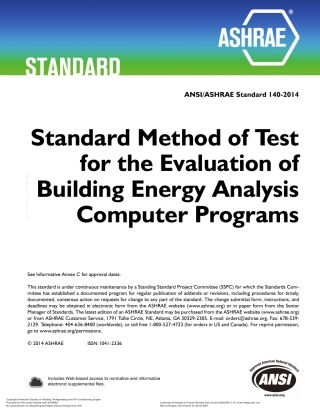 ASHRAE®
STANDARD
ANSI/ASHRAE Standard 140-2014
Standard Method of Test
for the Evaluation of
Building Energy Analysis
Computer Programs
See Informative Annex C for approval dates.
This standard is under continuous maintenance by a Standing Standard Project Committee (SSPC) for which the Standards Com-
mittee has established a documented program for regular publication of addenda or revisions, including procedures for timely,
documented, consensus action on requests for change to any part of the standard. The change submittal form, instructions, and
deadlines may be obtained in electronic form from the ASHRAE website (www.ashrae.org) or in paper form from the Senior
Manager of Standards. The latest edition of an ASHRAE Standard may be purchased from the ASHRAE website (www.ashrae.org)
or from ASHRAE Customer Service, 1791 Tullie Circle, NE, Atlanta, GA 30329-2305. E-mail: orders@ashrae.org. Fax: 678-539-
2129. Telephone: 404-636-8400 (worldwide), or toll free 1-800-527-4723 (for orders in US and Canada). For reprint permission,
go to www.ashrae.org/permissions.
© 2014 ASHRAE ISSN 1041-2336
Includes Web-based access to normative and informative
electronic supplemental files.
ANSI
www.ansi.org